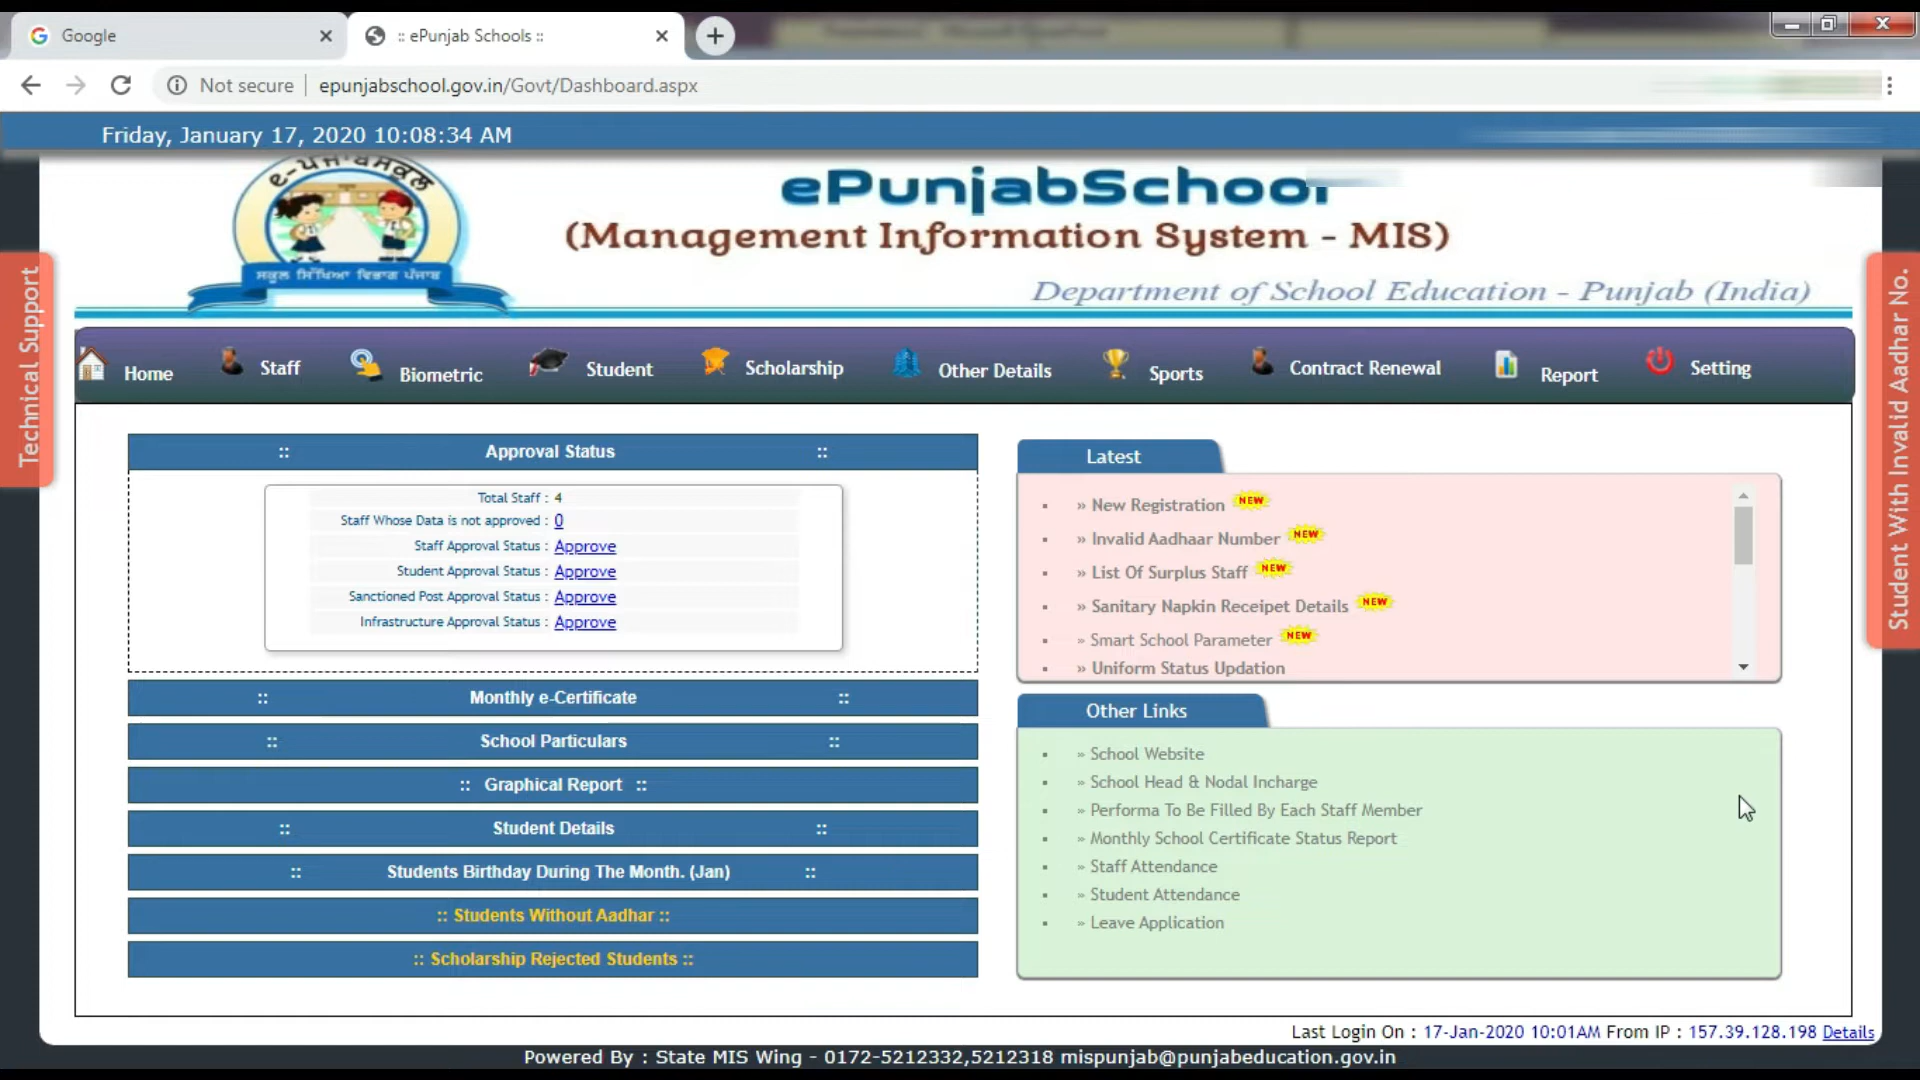 Google
:: ePunjab Schools ::
Not secure
epunjabschool.gov.in/Govt/Dashboard.aspx
Friday, January 17, 2020 10:08:34 AM
ਈ-ਪੰਜਾਬ ਸਕੂਲ
ਸਕੂਲ ਸਿੱਖਿਆ ਵਿਭਾਗ ਪੰਜਾਬ
ePunjabSchool
(Management Information System - MIS)
Department of School Education - Punjab (India)
Technical Support
Student With Invalid Aadhar No.
Home Staff Biometric Student Scholarship Other Details Sports Contract Renewal Report Setting
:: Approval Status ::
Total Staff : 4
Staff Whose Data is not approved : 0
Staff Approval Status : Approve
Student Approval Status : Approve
Sanctioned Post Approval Status : Approve
Infrastructure Approval Status : Approve
:: Monthly e-Certificate ::
:: School Particulars ::
:: Graphical Report ::
:: Student Details ::
:: Students Birthday During The Month. (Jan) ::
:: Students Without Aadhar ::
:: Scholarship Rejected Students ::
Latest
» New Registration NEW
» Invalid Aadhaar Number NEW
» List Of Surplus Staff NEW
» Sanitary Napkin Receipet Details NEW
» Smart School Parameter NEW
» Uniform Status Updation
Other Links
» School Website
» School Head & Nodal Incharge
» Performa To Be Filled By Each Staff Member
» Monthly School Certificate Status Report
» Staff Attendance
» Student Attendance
» Leave Application
Last Login On : 17-Jan-2020 10:01AM From IP : 157.39.128.198 Details
Powered By : State MIS Wing - 0172-5212332,5212318 mispunjab@punjabeducation.gov.in